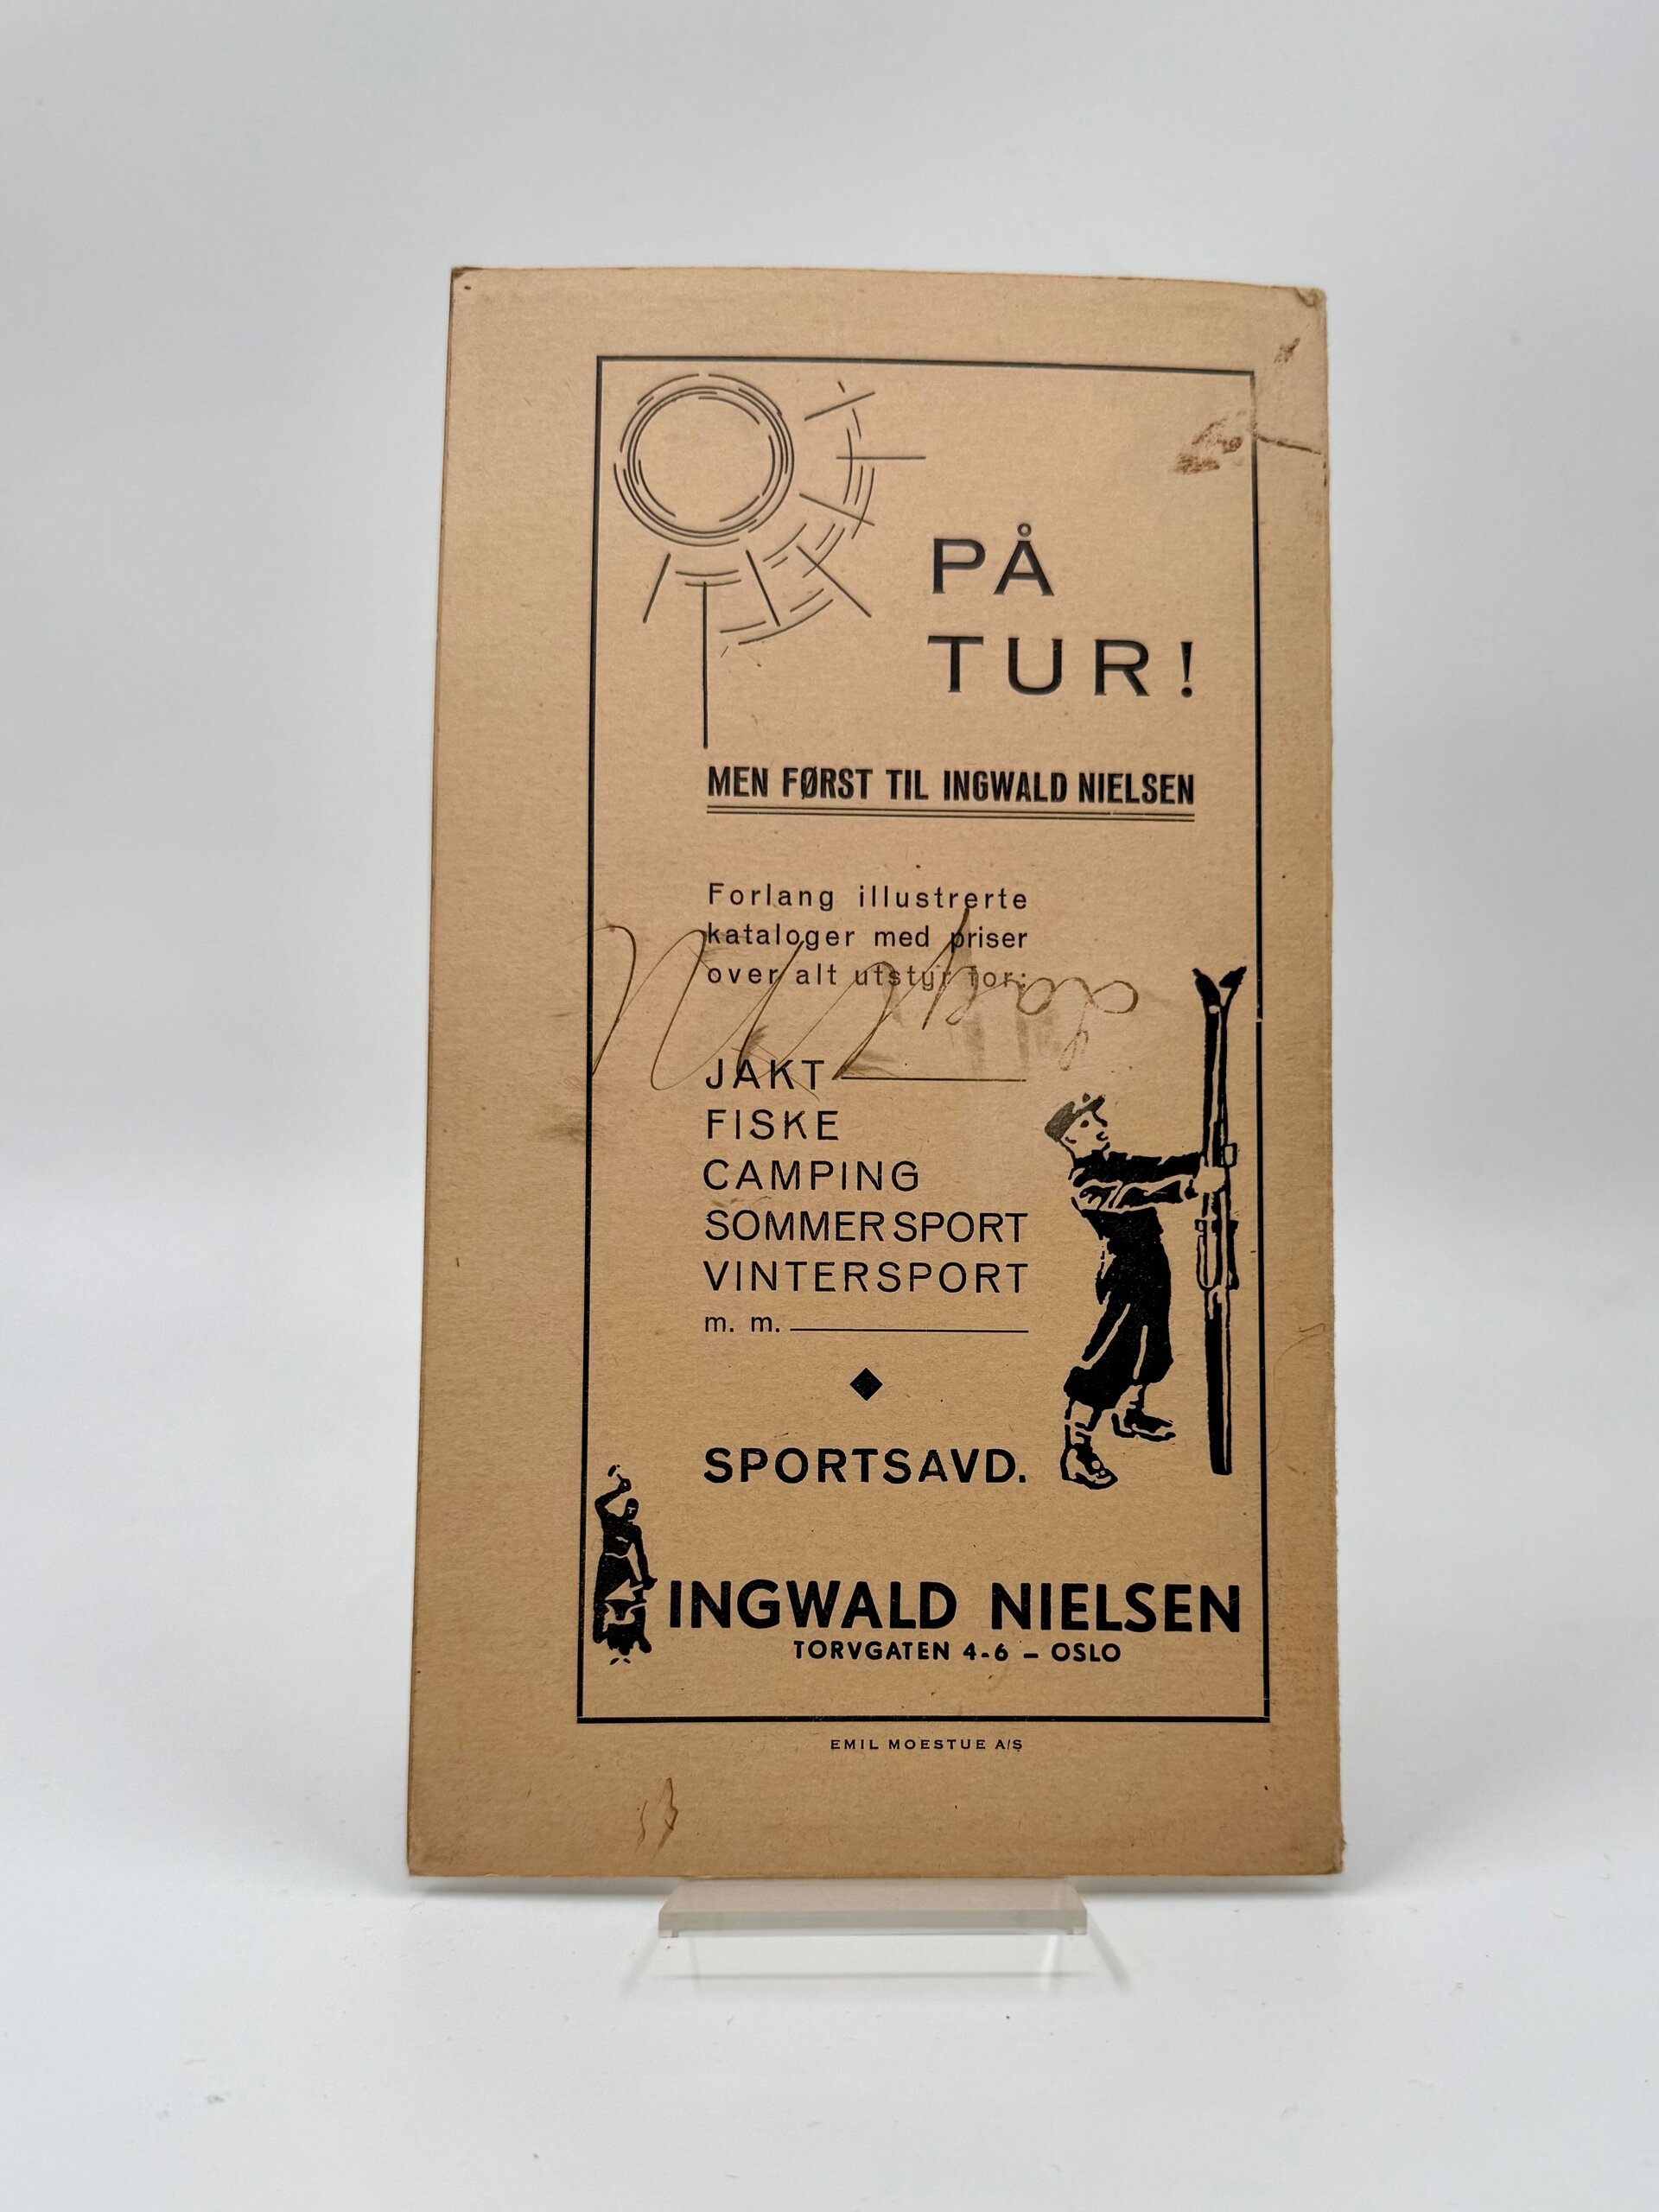 PÅ
TUR!
MEN FØRST TIL INGWALD NIELSEN
Forlang illustrerte
kataloger med priser
over alt utstyr for:
JAKT
FISKE
CAMPING
SOMMERSPORT
VINTERSPORT
m. m.
SPORTSAVD.
INGWALD NIELSEN
TORVGATEN 4-6 – OSLO
EMIL MOESTUE A/S